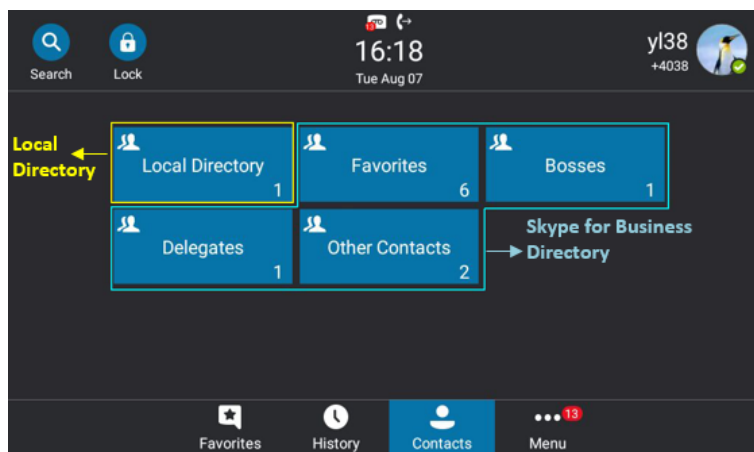 16:18
Tue Aug 07
Search
Lock
yl38
+4038
Local
Directory
Local Directory
1
Favorites
6
Bosses
1
Delegates
1
Other Contacts
2
Skype for Business
Directory
Favorites
History
Contacts
13
Menu